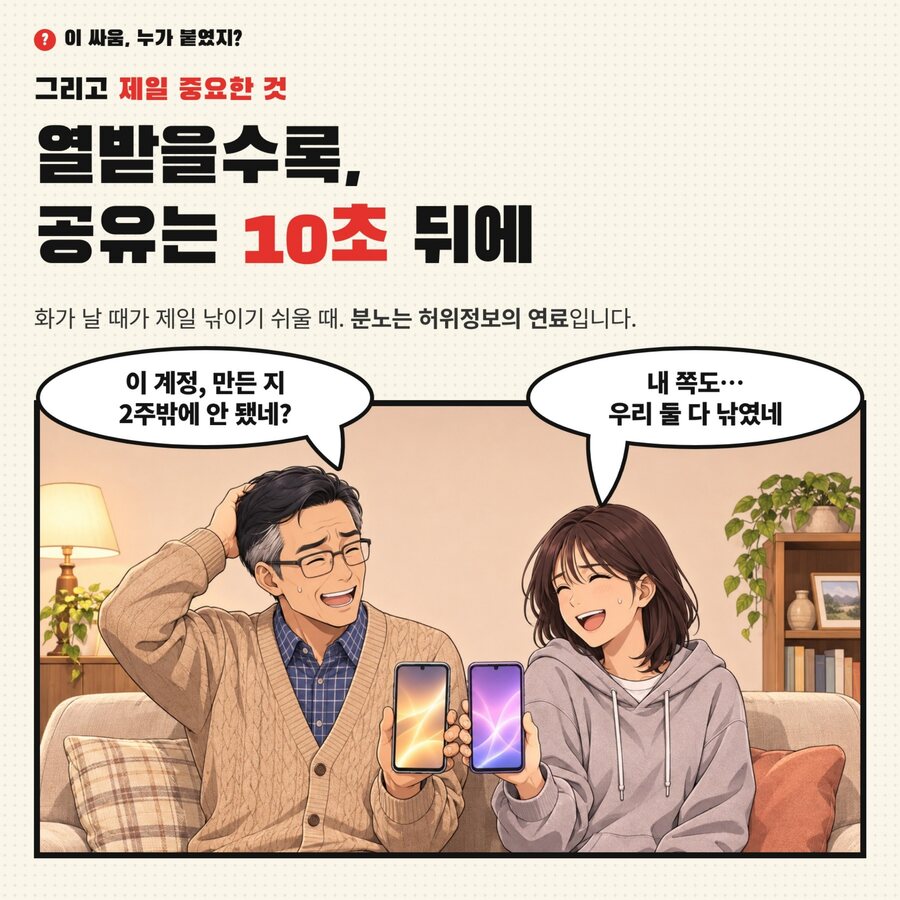 ? 이 싸움, 누가 붙였지?
그리고 제일 중요한 것
열받을수록,
공유는 10초 뒤에
화가 날 때가 제일 낚이기 쉬울 때. 분노는 허위정보의 연료입니다.
이 계정, 만든 지
2주밖에 안 됐네?
내 쪽도…
우리 둘 다 낚였네